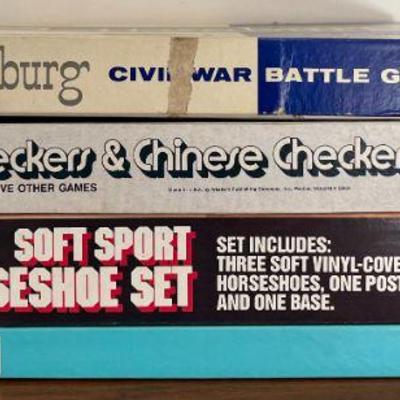 burg CIVIL WAR BATTLE G
eckers & Chinese Checker
VE OTHER GAMES
SOFT SPORT
SESHOE SET
SET INCLUDES:
THREE SOFT VINYL-COVE
HORSESHOES, ONE POST
AND ONE BASE.